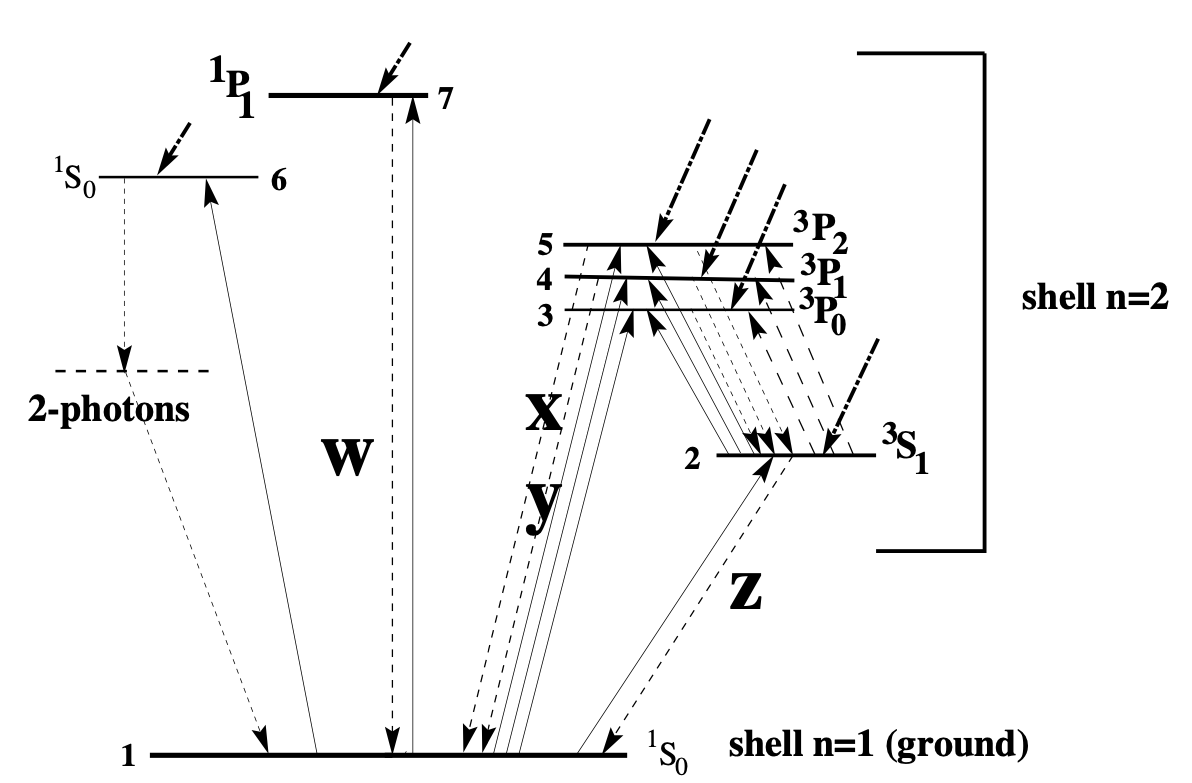 ¹P₁
7
¹S₀
6
5
³P₂
4
³P₁
3
³P₀
shell n=2
2-photons
x
w
2
³S₁
y
z
1
¹S₀
shell n=1 (ground)